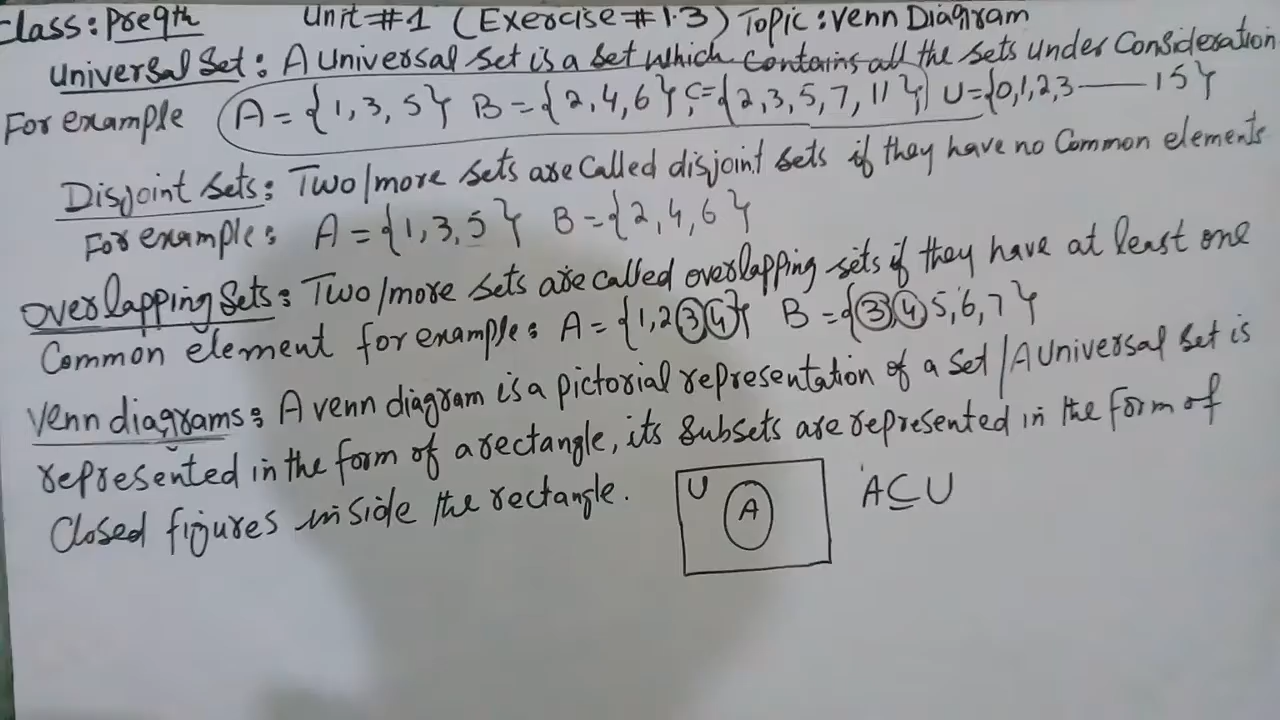 Class: Pre9th Unit #1 (Exercise #1.3) Topic: Venn Diagram
Universal Set: A Universal set is a set which contains all the sets under Consideration
For example A = {1, 3, 5} B = {2, 4, 6}, C = {2, 3, 5, 7, 11} U = {0, 1, 2, 3 —— 15}
Disjoint sets: Two/more sets are called disjoint sets if they have no Common elements
For example: A = {1, 3, 5} B = {2, 4, 6}
Overlapping Sets: Two/more sets are called overlapping sets if they have at least one
Common element for example: A = {1, 2 3 4} B = {3, 4, 5, 6, 7}
Venn diagrams: A venn diagram is a pictorial representation of a set / A Universal set is
represented in the form of a rectangle, its subsets are represented in the form of
Closed figures inside the rectangle.
U
A
A ⊆ U